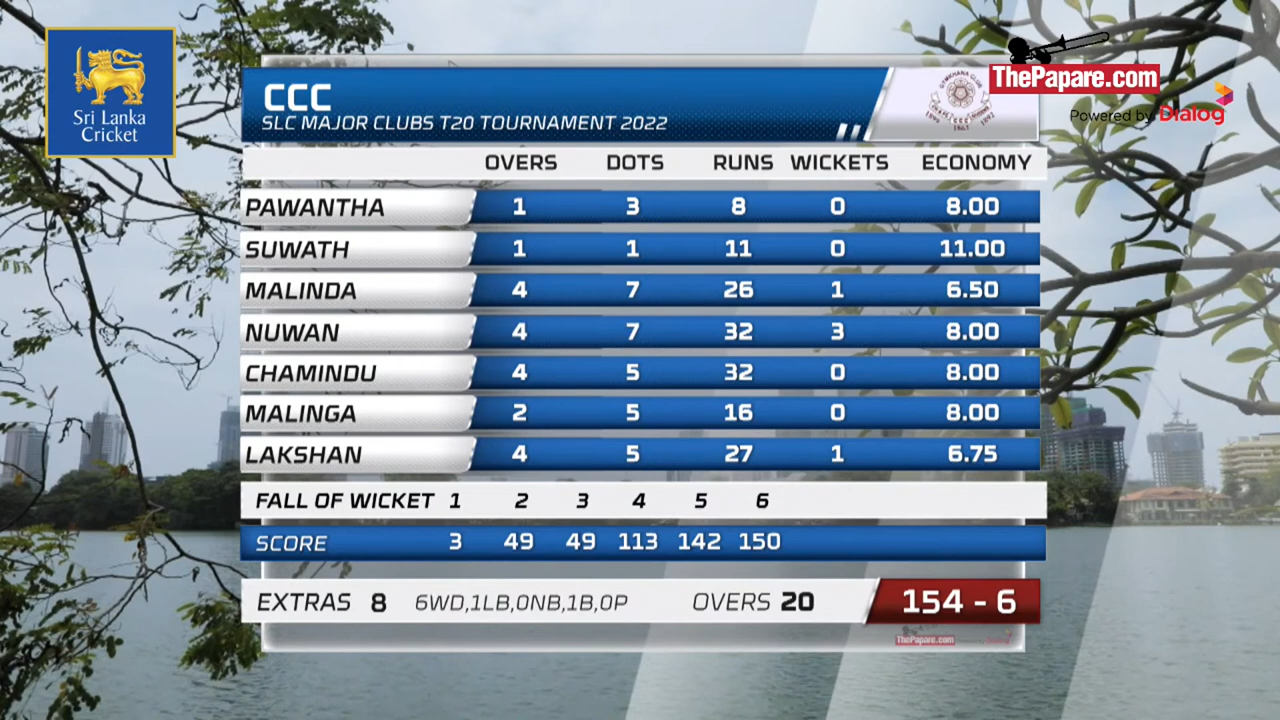 Sri Lanka
Cricket
CCC
SLC MAJOR CLUBS T20 TOURNAMENT 2022
ThePapare.com
Powered by Dialog
OVERS DOTS RUNS WICKETS ECONOMY
PAWANTHA 1 3 8 0 8.00
SUWATH 1 1 11 0 11.00
MALINDA 4 7 26 1 6.50
NUWAN 4 7 32 3 8.00
CHAMINDU 4 5 32 0 8.00
MALINGA 2 5 16 0 8.00
LAKSHAN 4 5 27 1 6.75
FALL OF WICKET 1 2 3 4 5 6
SCORE 3 49 49 113 142 150
EXTRAS 8 6WD,1LB,0NB,1B,0P OVERS 20 154 - 6
ThePapare.com